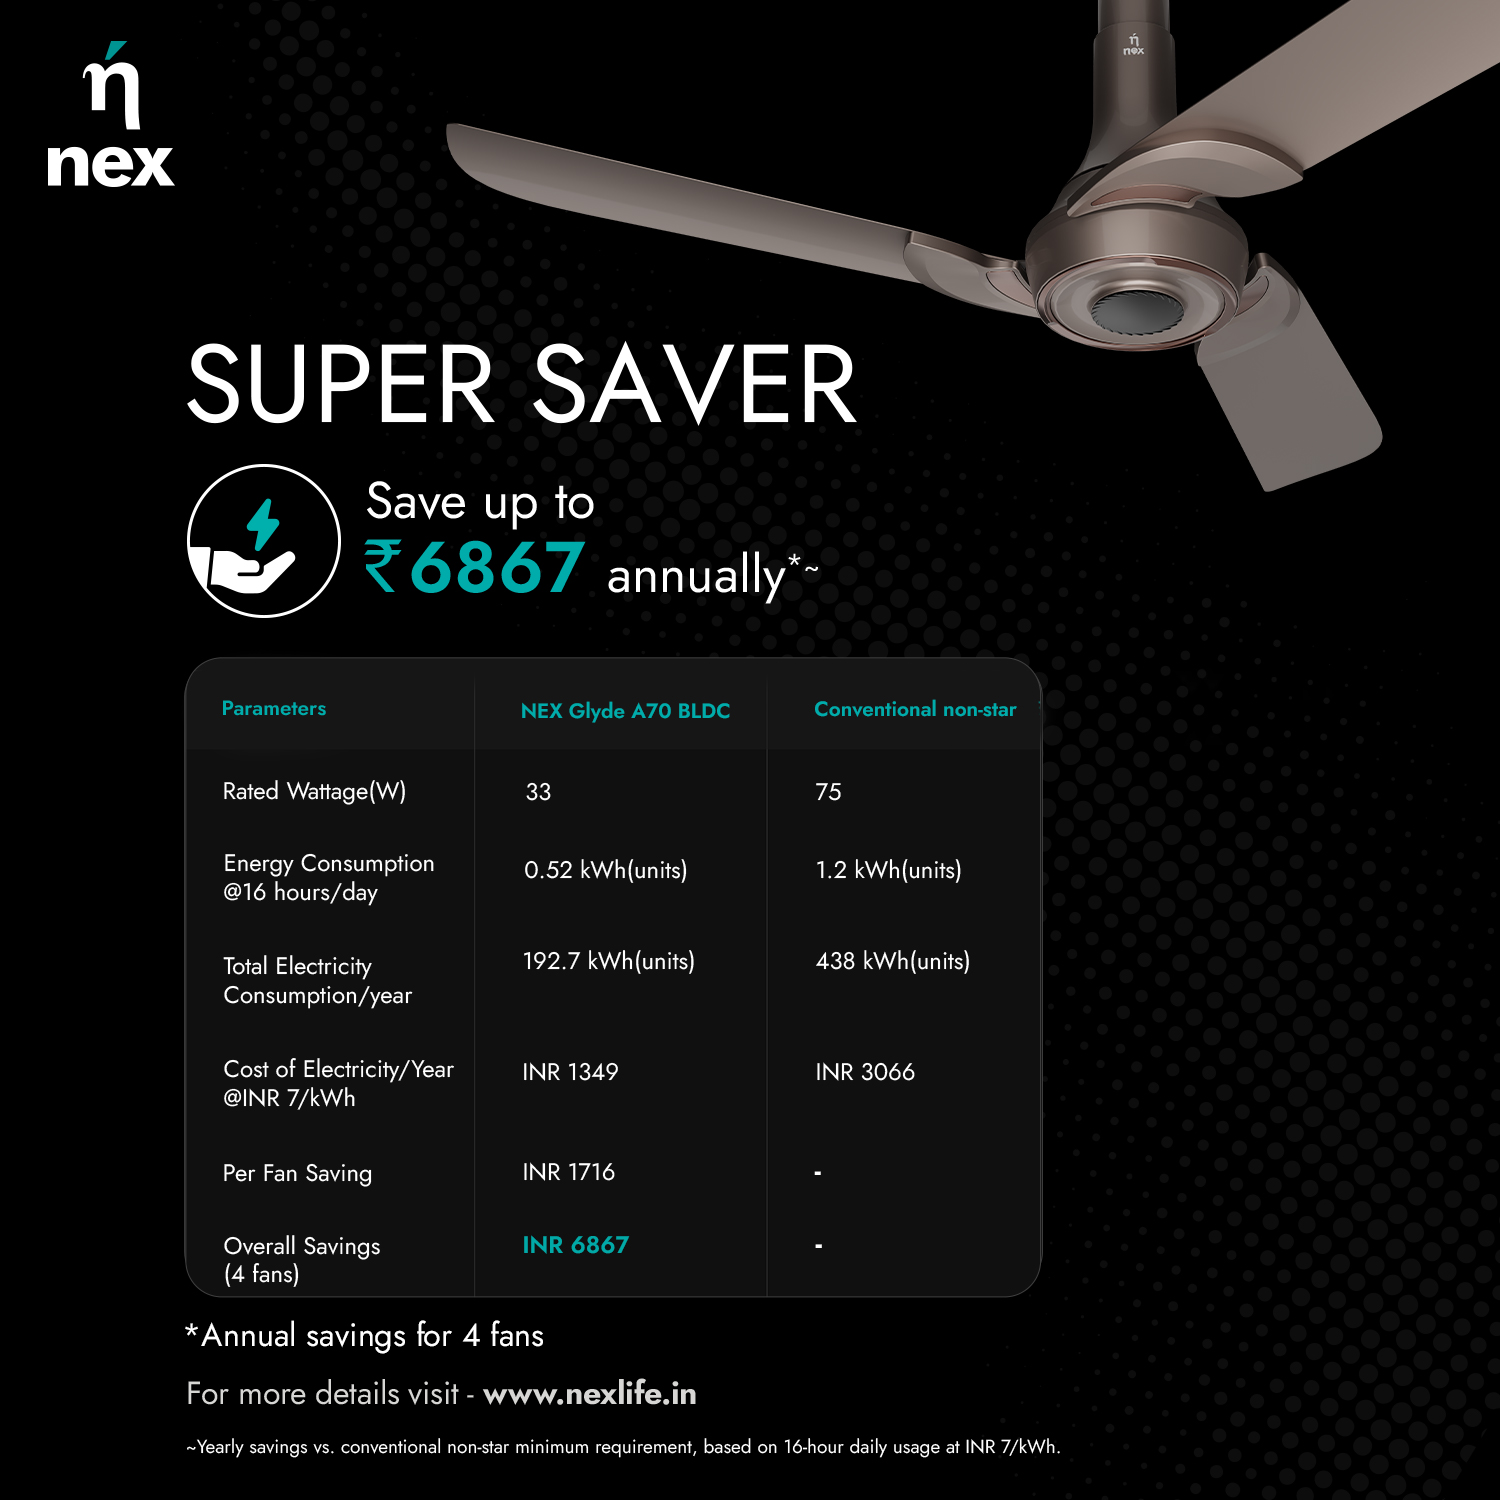 ή
nex
ή
nex
SUPER SAVER
Save up to
₹6867 annually*~
Parameters NEX Glyde A70 BLDC Conventional non-star
Rated Wattage(W) 33 75
Energy Consumption
@16 hours/day 0.52 kWh(units) 1.2 kWh(units)
Total Electricity
Consumption/year 192.7 kWh(units) 438 kWh(units)
Cost of Electricity/Year
@INR 7/kWh INR 1349 INR 3066
Per Fan Saving INR 1716 -
Overall Savings
(4 fans) INR 6867 -
*Annual savings for 4 fans
For more details visit - www.nexlife.in
~Yearly savings vs. conventional non-star minimum requirement, based on 16-hour daily usage at INR 7/kWh.